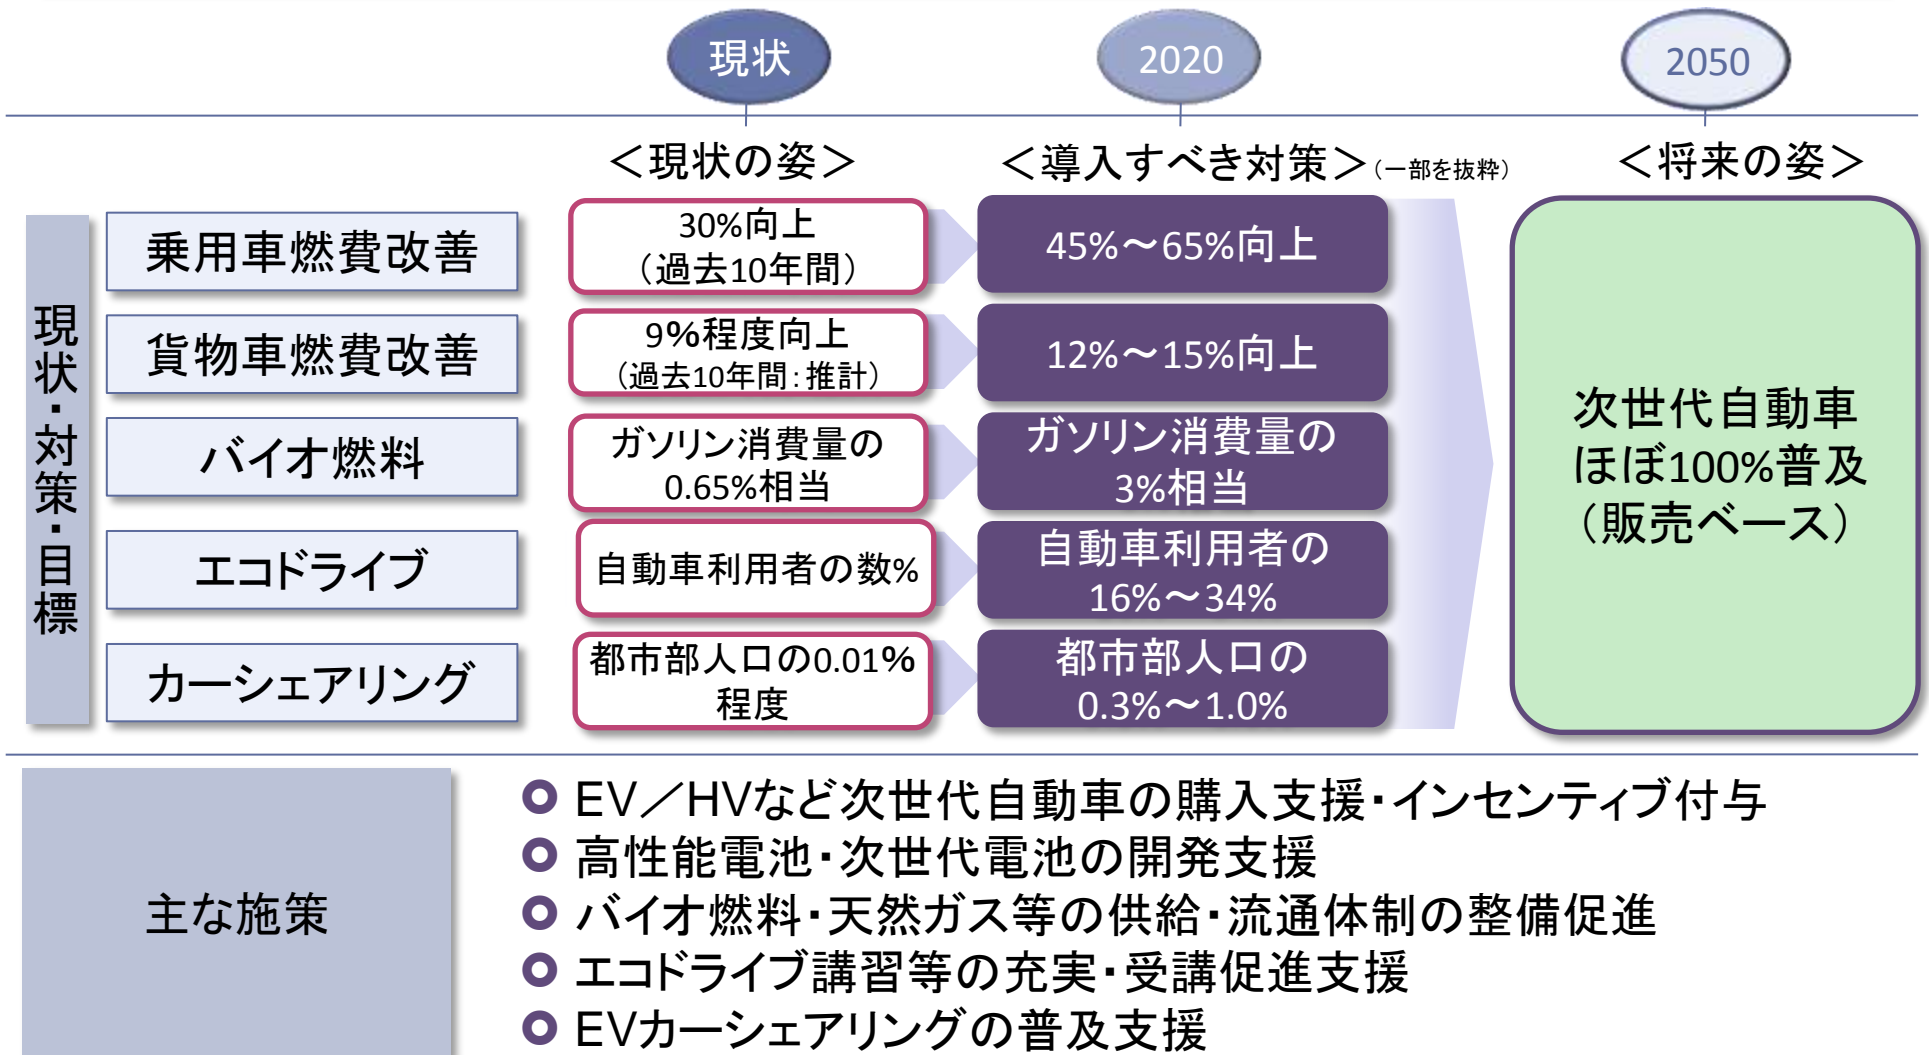 現状
2020
2050
＜現状の姿＞
＜導入すべき対策＞（一部を抜粋）
＜将来の姿＞
現状・対策・目標
乗用車燃費改善
30%向上
（過去10年間）
45%～65%向上
貨物車燃費改善
9%程度向上
（過去10年間：推計）
12%～15%向上
バイオ燃料
ガソリン消費量の
0.65%相当
ガソリン消費量の
3%相当
エコドライブ
自動車利用者の数%
自動車利用者の
16%～34%
カーシェアリング
都市部人口の0.01%
程度
都市部人口の
0.3%～1.0%
次世代自動車
ほぼ100%普及
（販売ベース）
主な施策
EV／HVなど次世代自動車の購入支援・インセンティブ付与
高性能電池・次世代電池の開発支援
バイオ燃料・天然ガス等の供給・流通体制の整備促進
エコドライブ講習等の充実・受講促進支援
EVカーシェアリングの普及支援